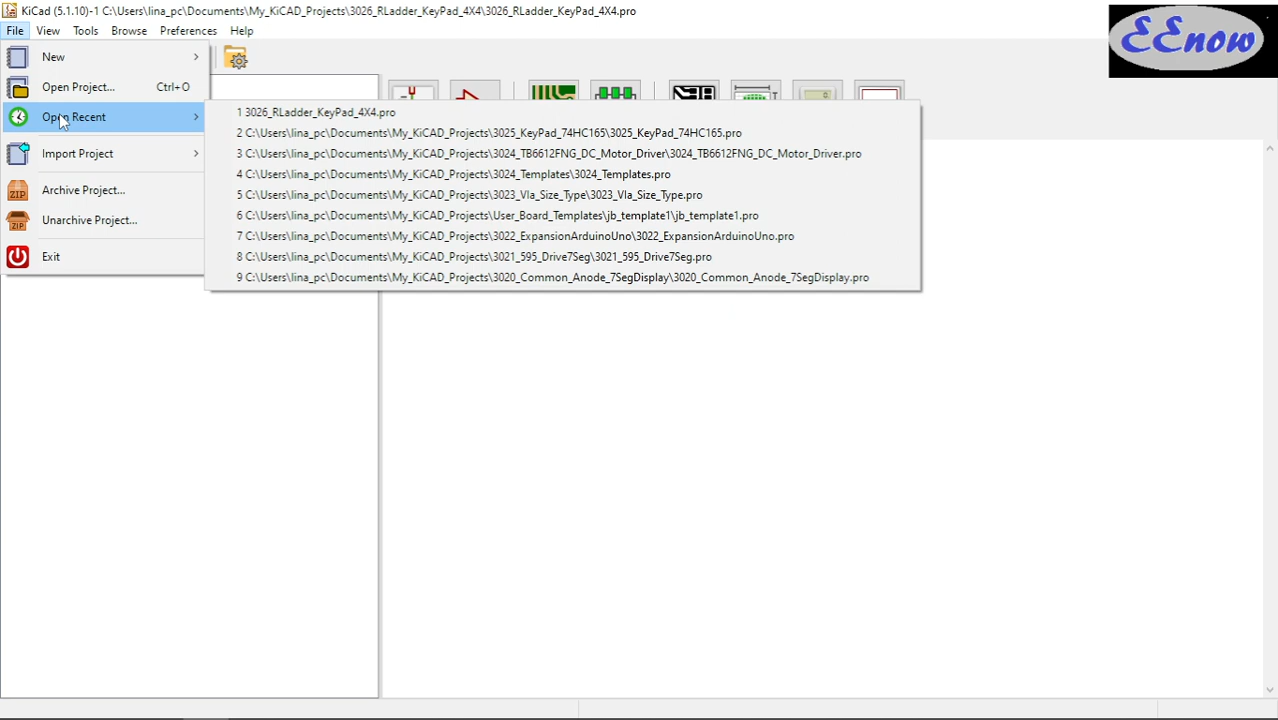 KiCad (5.1.10)-1 C:\Users\lina_pc\Documents\My_KiCAD_Projects\3026_RLadder_KeyPad_4X4\3026_RLadder_KeyPad_4X4.pro
File View Tools Browse Preferences Help
EEnow
New
Open Project... Ctrl+O
Open Recent
1 3026_RLadder_KeyPad_4X4.pro
2 C:\Users\lina_pc\Documents\My_KiCAD_Projects\3025_KeyPad_74HC165\3025_KeyPad_74HC165.pro
3 C:\Users\lina_pc\Documents\My_KiCAD_Projects\3024_TB6612FNG_DC_Motor_Driver\3024_TB6612FNG_DC_Motor_Driver.pro
Import Project
4 C:\Users\lina_pc\Documents\My_KiCAD_Projects\3024_Templates\3024_Templates.pro
ZIP Archive Project...
5 C:\Users\lina_pc\Documents\My_KiCAD_Projects\3023_VIa_Size_Type\3023_VIa_Size_Type.pro
ZIP Unarchive Project...
6 C:\Users\lina_pc\Documents\My_KiCAD_Projects\User_Board_Templates\jb_template1\jb_template1.pro
7 C:\Users\lina_pc\Documents\My_KiCAD_Projects\3022_ExpansionArduinoUno\3022_ExpansionArduinoUno.pro
Exit
8 C:\Users\lina_pc\Documents\My_KiCAD_Projects\3021_595_Drive7Seg\3021_595_Drive7Seg.pro
9 C:\Users\lina_pc\Documents\My_KiCAD_Projects\3020_Common_Anode_7SegDisplay\3020_Common_Anode_7SegDisplay.pro